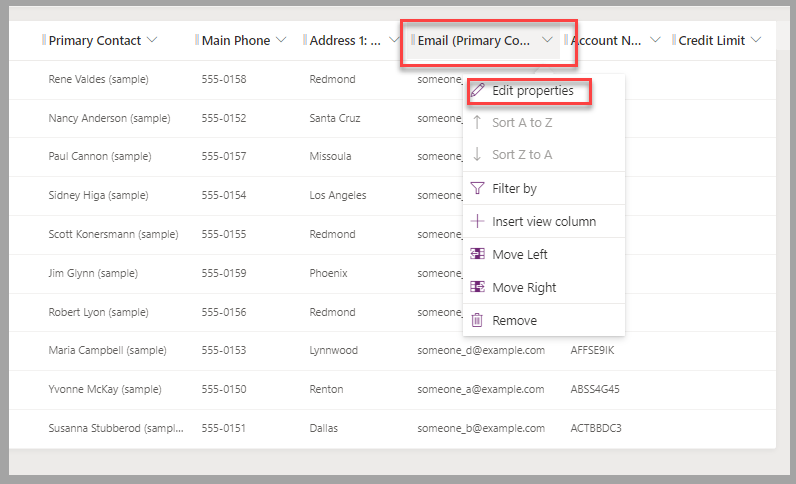 Primary Contact Main Phone Address 1: ... Email (Primary Co... Account N... Credit Limit
Rene Valdes (sample) 555-0158 Redmond someone_
Edit properties
Nancy Anderson (sample) 555-0152 Santa Cruz someone_
Sort A to Z
Paul Cannon (sample) 555-0157 Missoula someone_
Sort Z to A
Sidney Higa (sample) 555-0154 Los Angeles someone_
Filter by
Insert view column
Scott Konersmann (sample) 555-0155 Redmond someone_
Move Left
Jim Glynn (sample) 555-0159 Phoenix someone_
Move Right
Robert Lyon (sample) 555-0156 Redmond someone_
Remove
Maria Campbell (sample) 555-0153 Lynnwood someone_d@example.com AFFSE9IK
Yvonne McKay (sample) 555-0150 Renton someone_a@example.com ABSS4G45
Susanna Stubberod (samp... 555-0151 Dallas someone_b@example.com ACTBBDC3